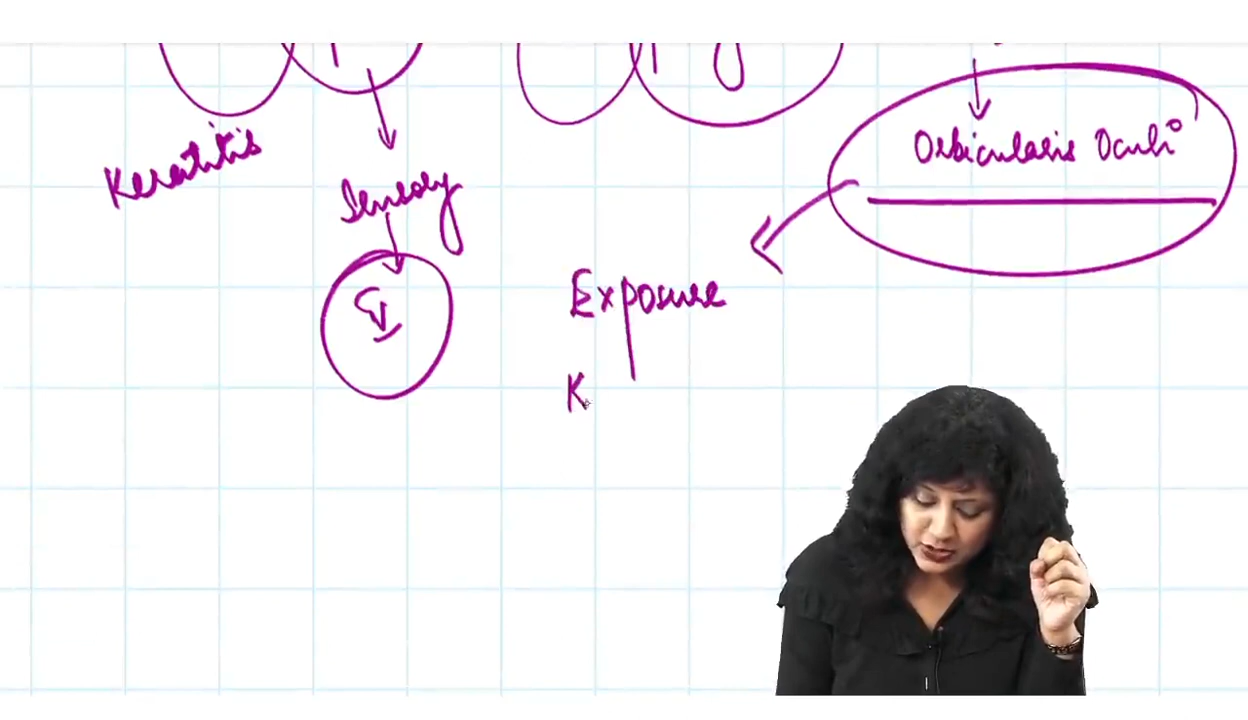 Keratitis
Sensory
Orbicularis Oculi
Exposure
K